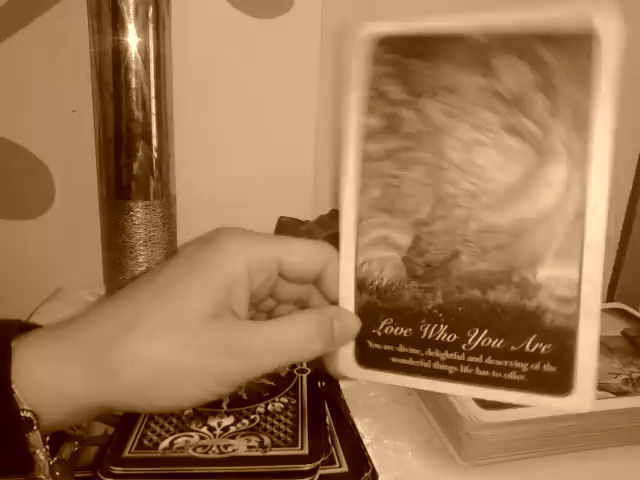 Love Who You Are
You are divine, delightful and deserving of the
wonderful things life has to offer.